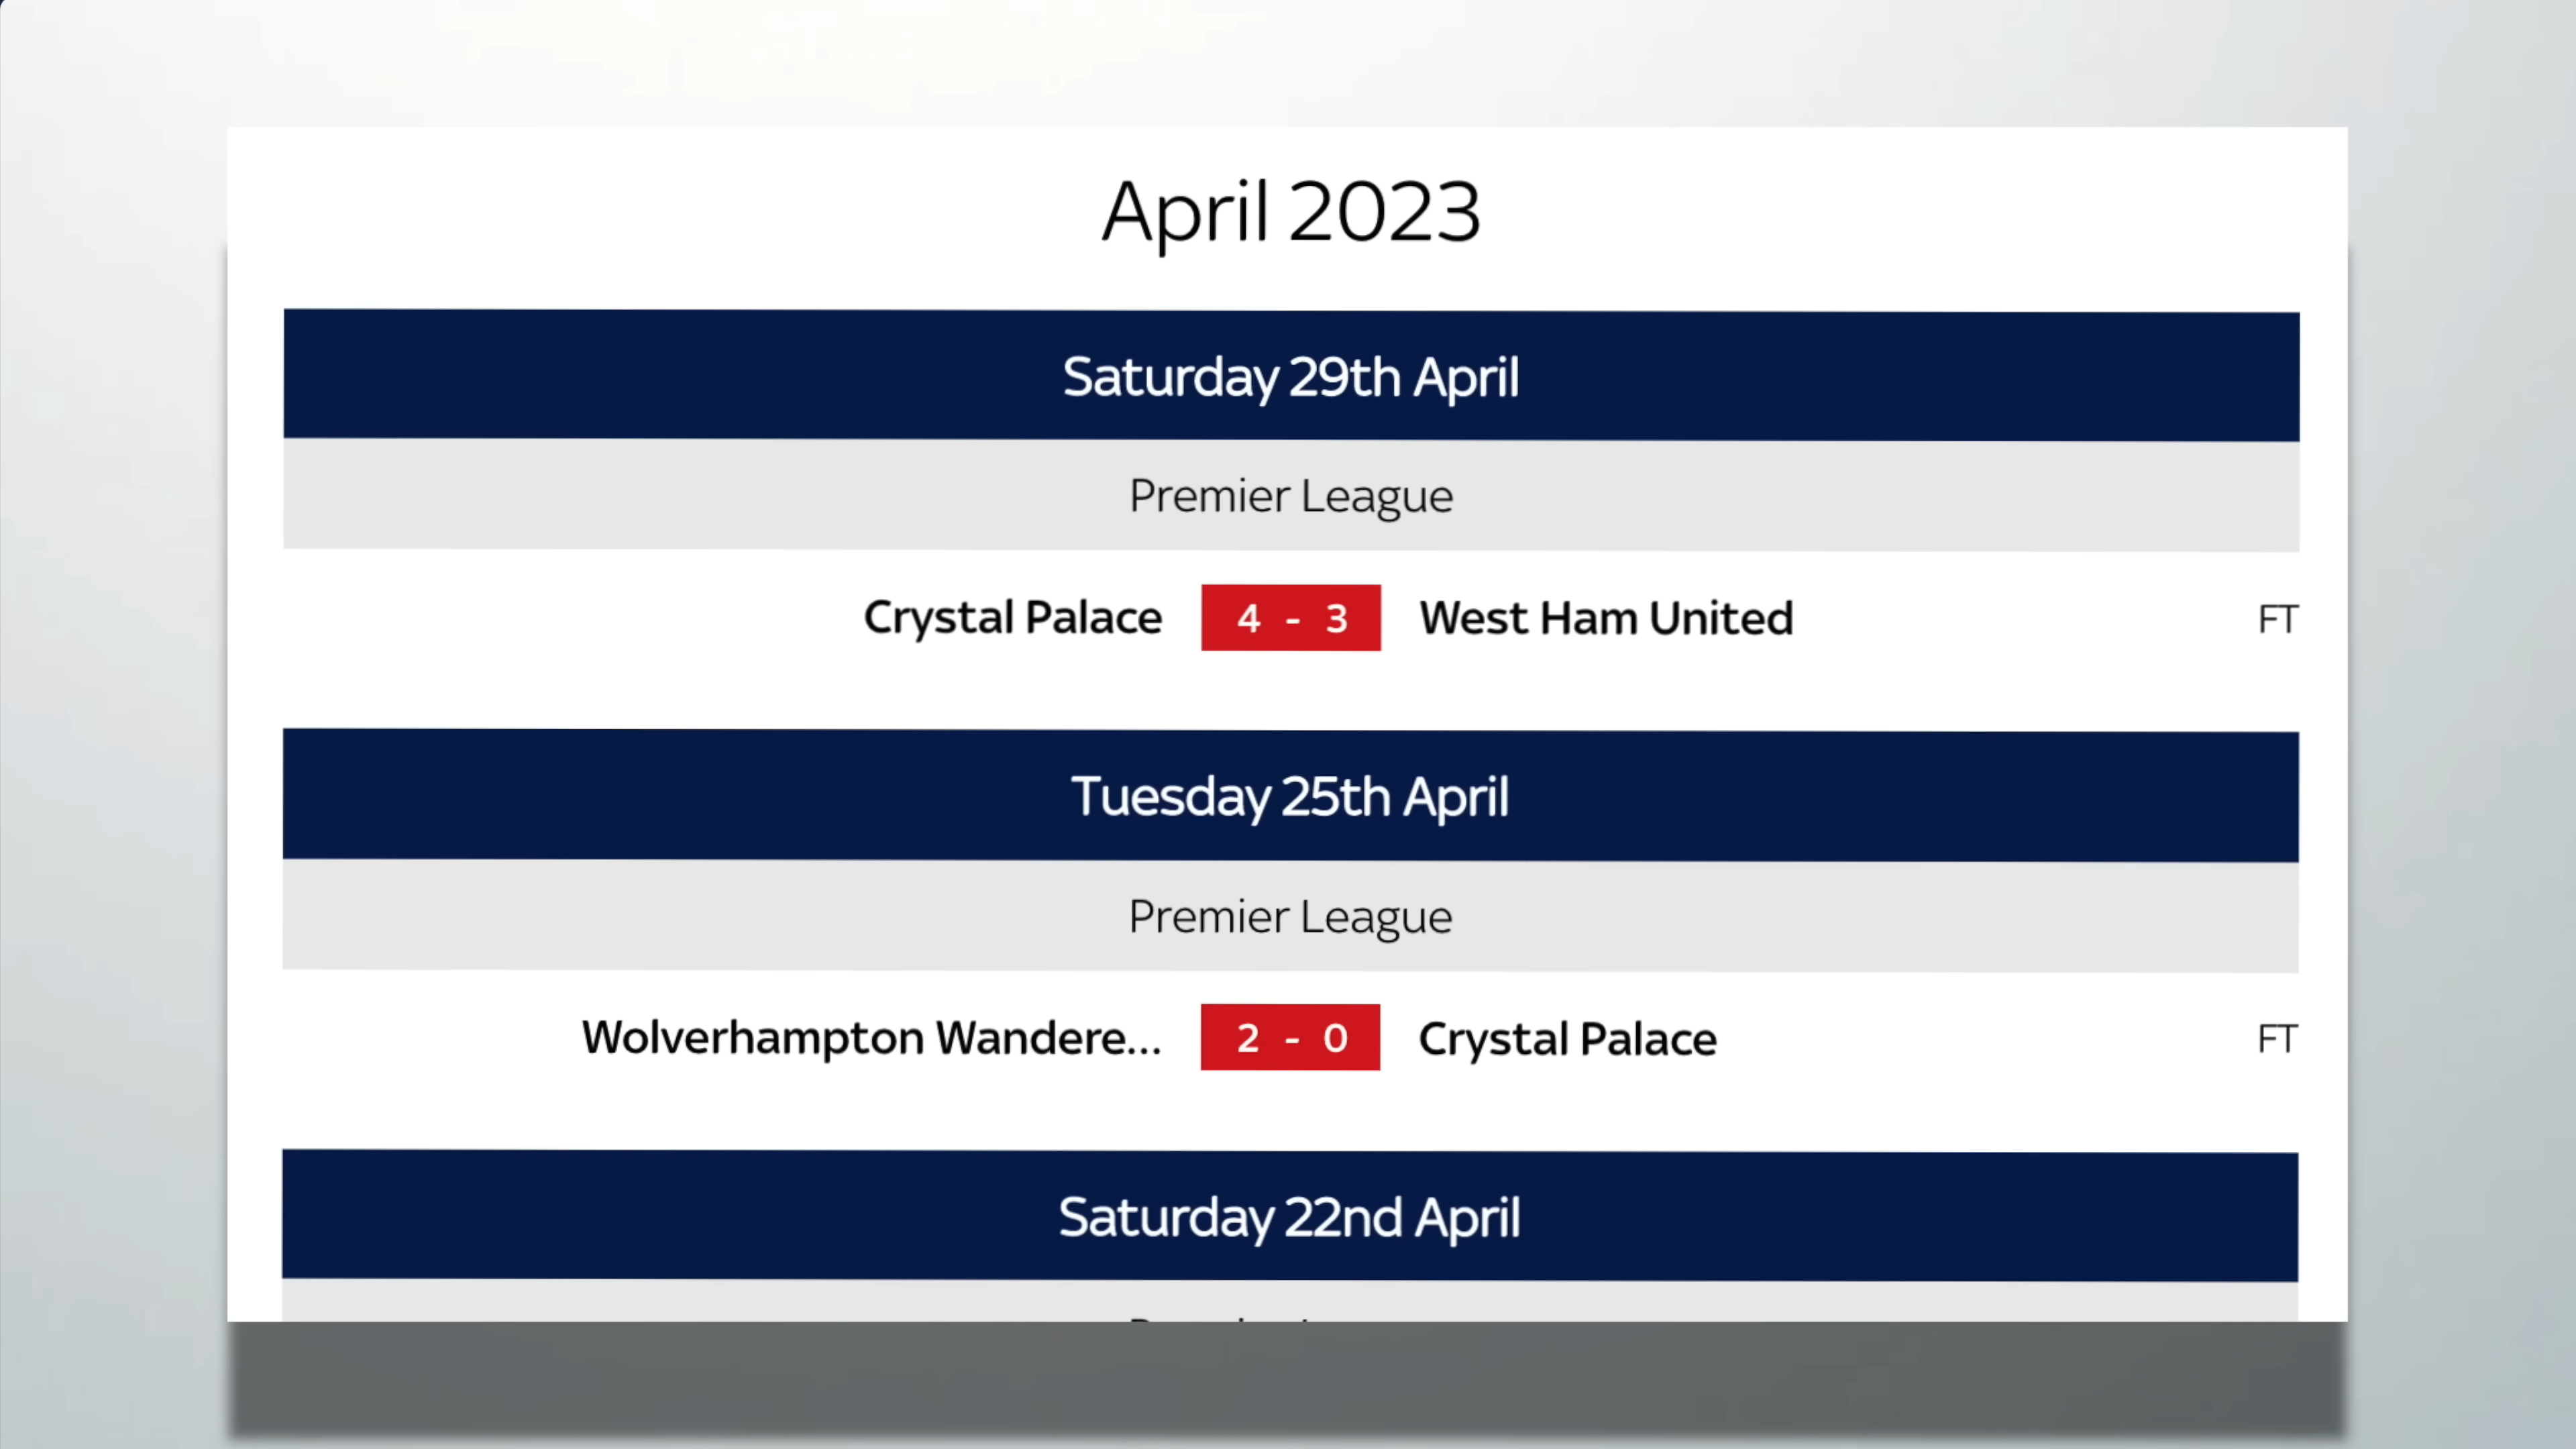 April 2023
Saturday 29th April
Premier League
Crystal Palace 4 - 3 West Ham United FT
Tuesday 25th April
Premier League
Wolverhampton Wandere... 2 - 0 Crystal Palace FT
Saturday 22nd April